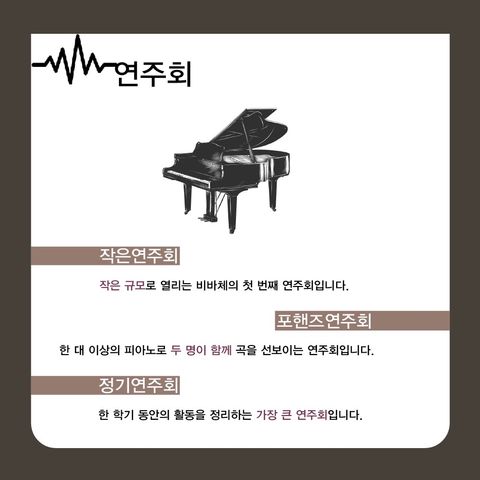 연주회
작은연주회
작은 규모로 열리는 비바체의 첫 번째 연주회입니다.
포핸즈연주회
한 대 이상의 피아노로 두 명이 함께 곡을 선보이는 연주회입니다.
정기연주회
한 학기 동안의 활동을 정리하는 가장 큰 연주회입니다.